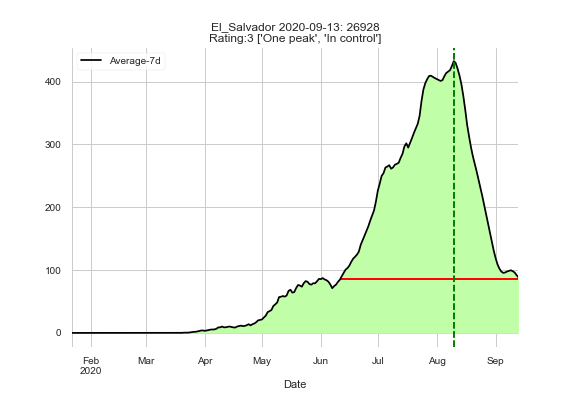 El_Salvador 2020-09-13: 26928
Rating:3 ['One peak', 'In control']
Average-7d
400
300
200
100
0
Feb Mar Apr May Jun Jul Aug Sep
2020
Date